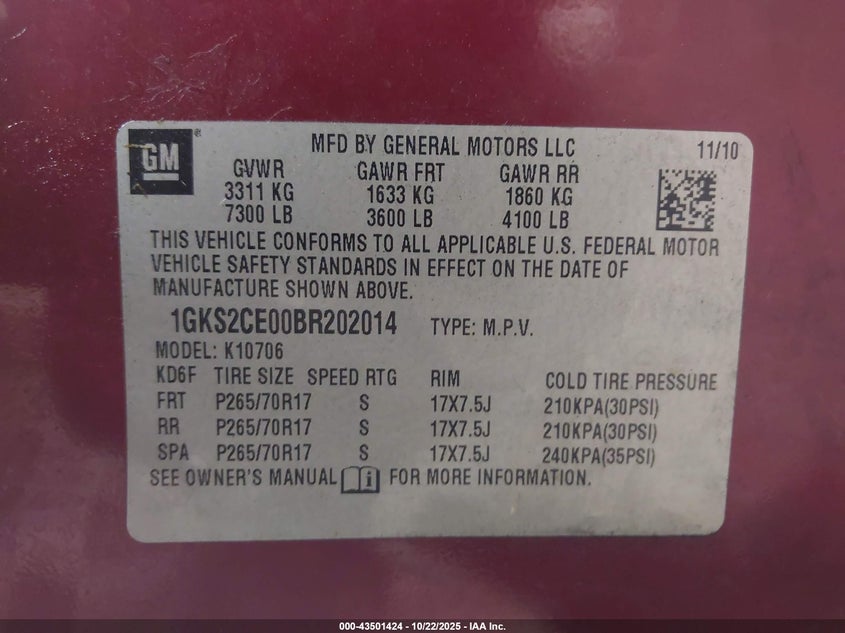 GM ®
MFD BY GENERAL MOTORS LLC 11/10
GVWR GAWR FRT GAWR RR
3311 KG 1633 KG 1860 KG
7300 LB 3600 LB 4100 LB
THIS VEHICLE CONFORMS TO ALL APPLICABLE U.S. FEDERAL MOTOR
VEHICLE SAFETY STANDARDS IN EFFECT ON THE DATE OF
MANUFACTURE SHOWN ABOVE.
1GKS2CE00BR202014 TYPE: M.P.V.
MODEL: K10706
KD6F TIRE SIZE SPEED RTG RIM COLD TIRE PRESSURE
FRT P265/70R17 S 17X7.5J 210KPA(30PSI)
RR P265/70R17 S 17X7.5J 210KPA(30PSI)
SPA P265/70R17 S 17X7.5J 240KPA(35PSI)
SEE OWNER'S MANUAL i FOR MORE INFORMATION.
000-43501424 - 10/22/2025 - IAA Inc.